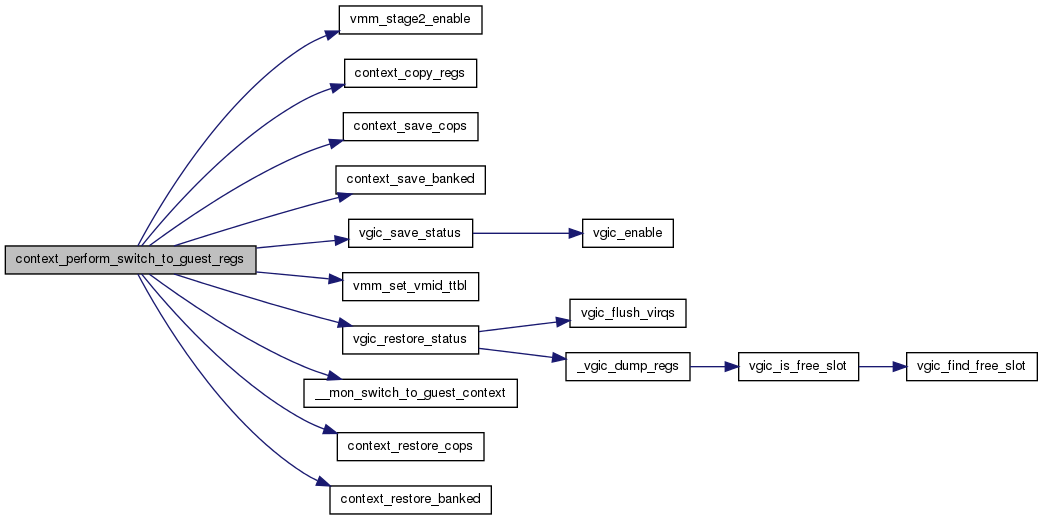 vmm_stage2_enable
context_copy_regs
context_save_cops
context_save_banked
vgic_save_status
vgic_enable
context_perform_switch_to_guest_regs
vmm_set_vmid_ttbl
vgic_flush_virqs
vgic_restore_status
_vgic_dump_regs
vgic_is_free_slot
vgic_find_free_slot
__mon_switch_to_guest_context
context_restore_cops
context_restore_banked